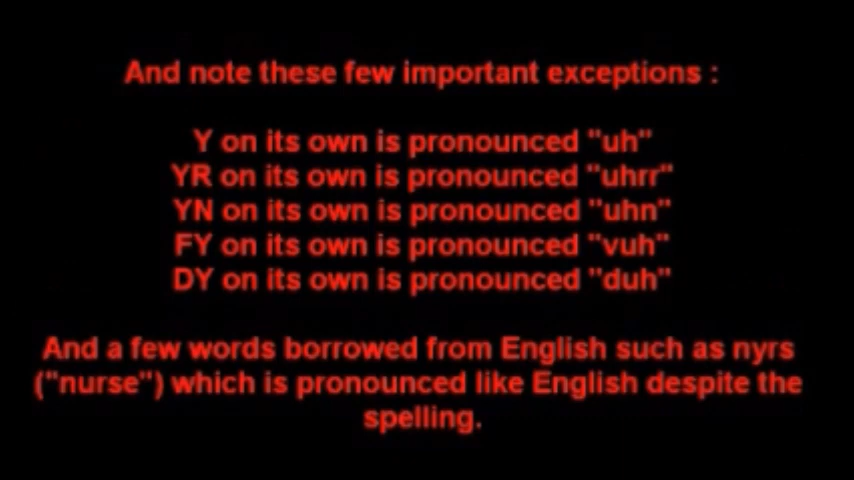 And note these few important exceptions :
Y on its own is pronounced "uh"
YR on its own is pronounced "uhrr"
YN on its own is pronounced "uhn"
FY on its own is pronounced "vuh"
DY on its own is pronounced "duh"
And a few words borrowed from English such as nyrs
("nurse") which is pronounced like English despite the
spelling.